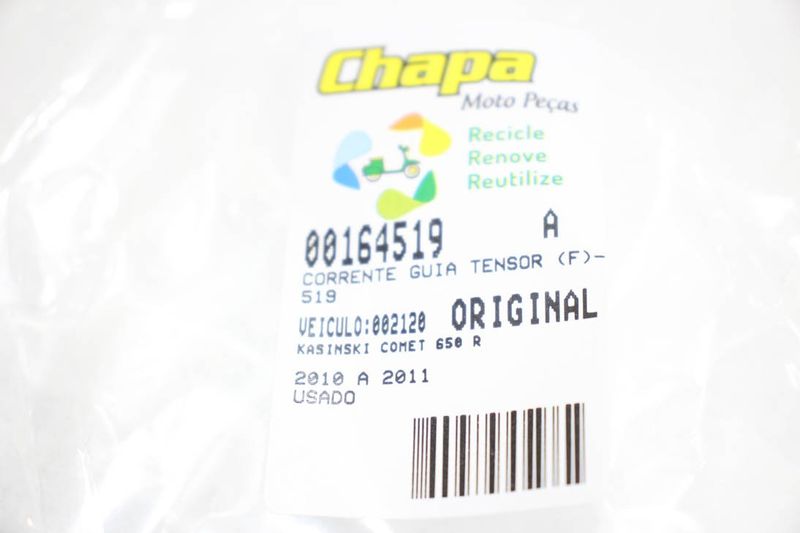 Chapa
Moto Peças
Recicle
Renove
Reutilize
00164519 A
CORRENTE GUIA TENSOR (F)-
519
VEICULO:002120 ORIGINAL
KASINSKI COMET 650 R
2010 A 2011
USADO